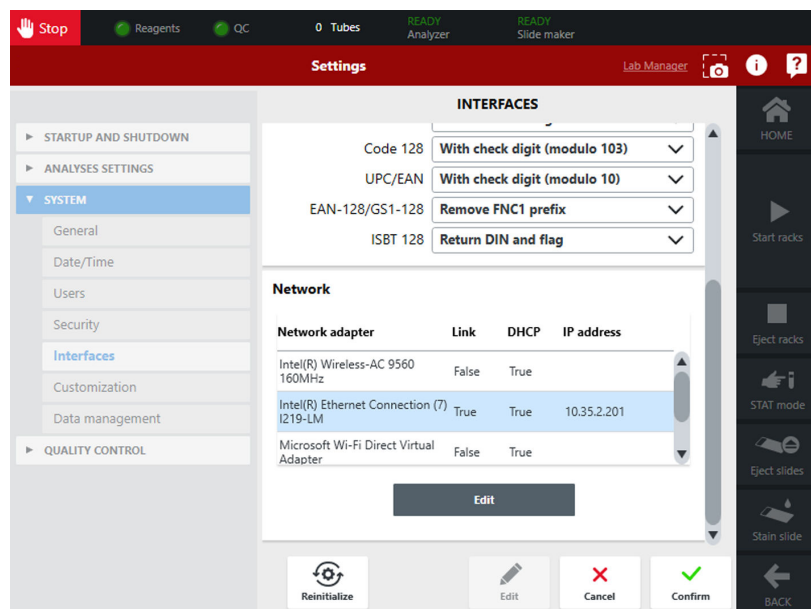 Stop
Reagents
QC
0 Tubes
READY
Analyzer
READY
Slide maker
Settings
Lab Manager
i
?
INTERFACES
STARTUP AND SHUTDOWN
ANALYSES SETTINGS
SYSTEM
General
Date/Time
Users
Security
Interfaces
Customization
Data management
QUALITY CONTROL
Code 128 With check digit (modulo 103)
UPC/EAN With check digit (modulo 10)
EAN-128/GS1-128 Remove FNC1 prefix
ISBT 128 Return DIN and flag
Network
Network adapter Link DHCP IP address
Intel(R) Wireless-AC 9560
160MHz False True
Intel(R) Ethernet Connection (7)
I219-LM True True 10.35.2.201
Microsoft Wi-Fi Direct Virtual
Adapter False True
Edit
Reinitialize
Edit
Cancel
Confirm
HOME
Start racks
Eject racks
STAT mode
Eject slides
Stain slide
BACK